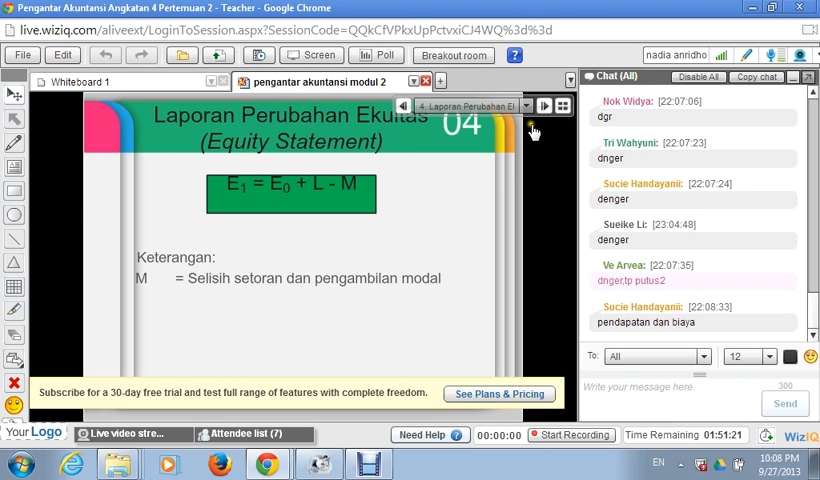 Pengantar Akuntansi Angkatan 4 Pertemuan 2 - Teacher - Google Chrome
live.wiziq.com/aliveext/LoginToSession.aspx?SessionCode=QQkCfVPkxUpPctvxiCJ4WQ%3d%3d
File Edit Screen Poll Breakout room ? nadia anridho
Whiteboard 1 pengantar akuntansi modul 2
4. Laporan Perubahan El
Laporan Perubahan Ekuitas
04
(Equity Statement)
E₁ = E₀ + L - M
Keterangan:
M = Selisih setoran dan pengambilan modal
Subscribe for a 30-day free trial and test full range of features with complete freedom. See Plans & Pricing
Chat (All) Disable All Copy chat
Nok Widya: [22:07:06]
dgr
Tri Wahyuni: [22:07:23]
dnger
Sucie Handayanii: [22:07:24]
denger
Sueike Li: [23:04:48]
denger
Ve Arvea: [22:07:35]
dnger,tp putus2
Sucie Handayanii: [22:08:33]
pendapatan dan biaya
To: All 12
Write your message here. 300
Send
Your Logo Live video stre... Attendee list (7) Need Help ? 00:00:00 Start Recording Time Remaining 01:51:21 WizIQ
EN 10:08 PM
9/27/2013